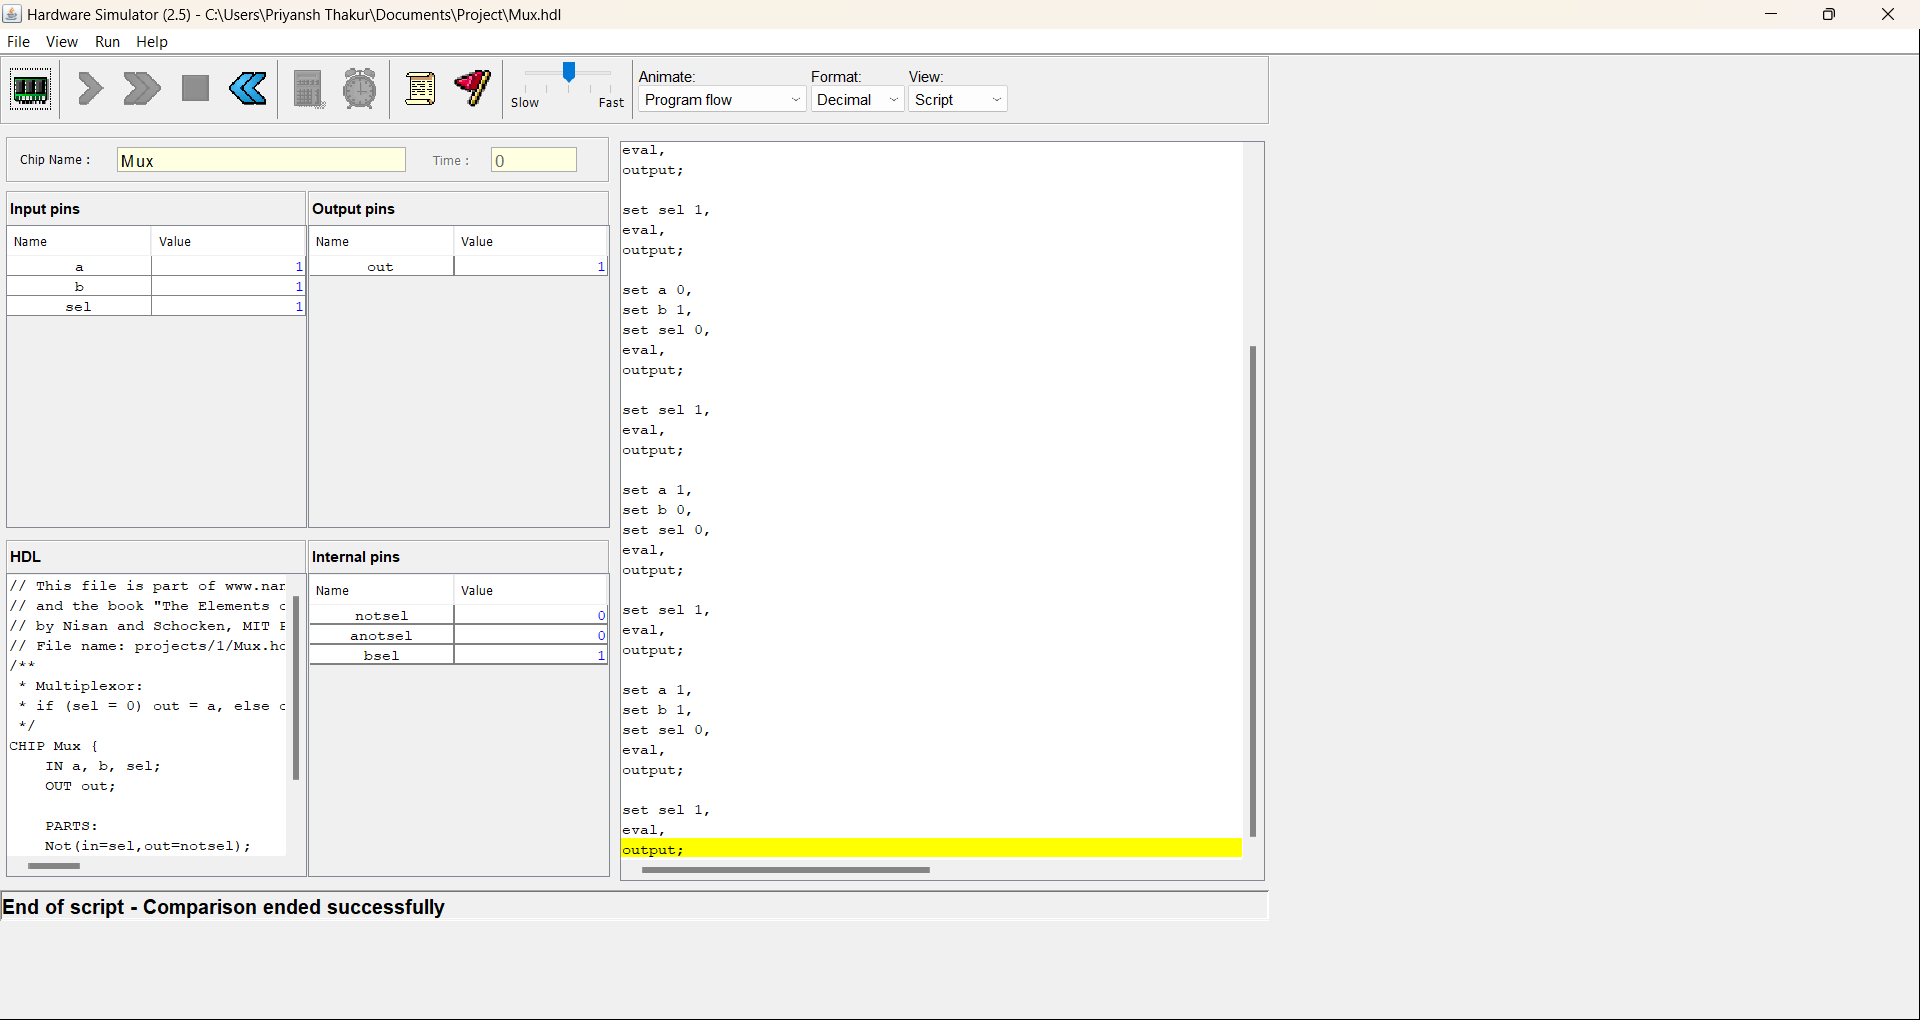 Hardware Simulator (2.5) - C:\Users\Priyansh Thakur\Documents\Project\Mux.hdl
File View Run Help
Slow Fast
Animate: Format: View:
Program flow Decimal Script
Chip Name : Mux Time : 0
Input pins
Name Value
a 1
b 1
sel 1
Output pins
Name Value
out 1
HDL
// This file is part of www.nan
// and the book "The Elements
// by Nisan and Schocken, MIT
// File name: projects/1/Mux.hd
/**
* Multiplexor:
* if (sel = 0) out = a, else
*/
CHIP Mux {
IN a, b, sel;
OUT out;
PARTS:
Not(in=sel,out=notsel);
Internal pins
Name Value
notsel 0
anotsel 0
bsel 1
eval,
output;
set sel 1,
eval,
output;
set a 0,
set b 1,
set sel 0,
eval,
output;
set sel 1,
eval,
output;
set a 1,
set b 0,
set sel 0,
eval,
output;
set sel 1,
eval,
output;
set a 1,
set b 1,
set sel 0,
eval,
output;
set sel 1,
eval,
output;
End of script - Comparison ended successfully